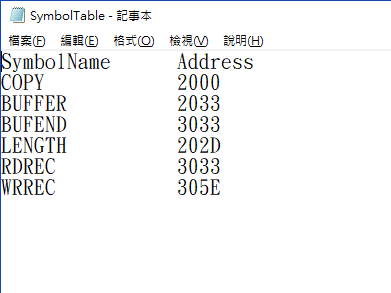 SymbolTable - 記事本
檔案(F) 編輯(E) 格式(O) 檢視(V) 說明(H)
SymbolName Address
COPY 2000
BUFFER 2033
BUFEND 3033
LENGTH 202D
RDREC 3033
WRREC 305E